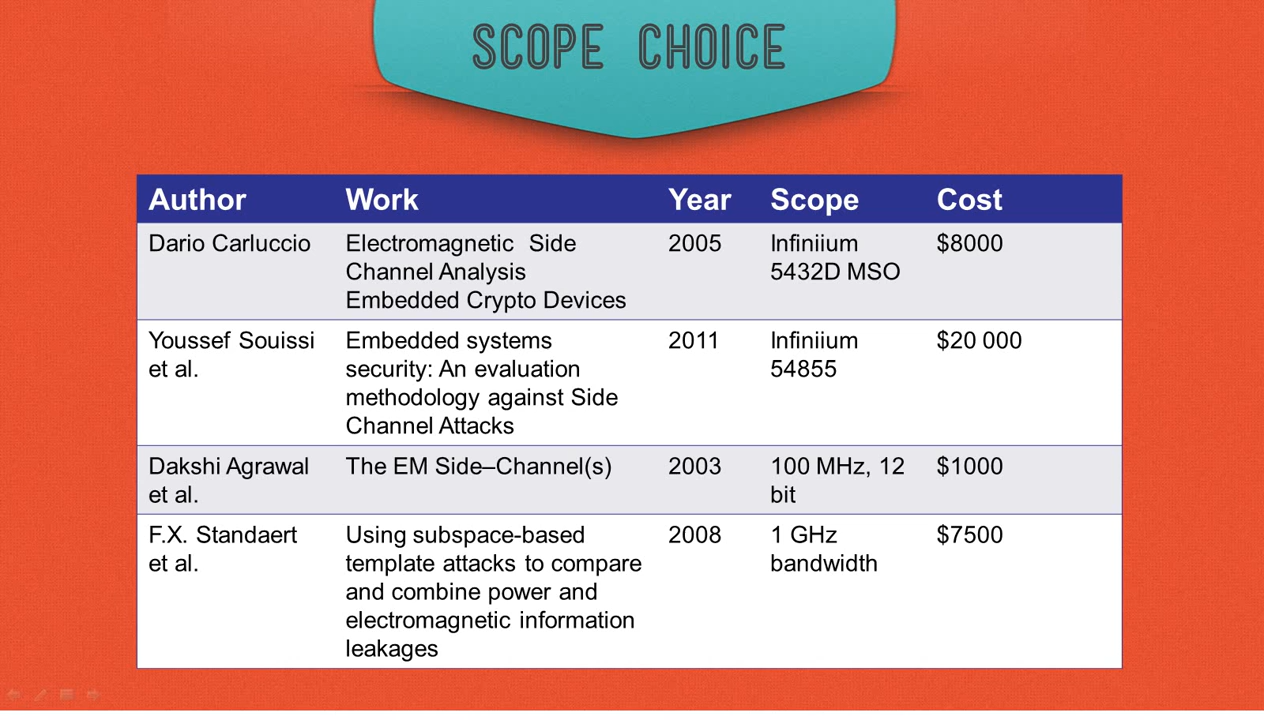 SCOPE CHOICE
Author Work Year Scope Cost
Dario Carluccio Electromagnetic Side 2005 Infiniium $8000
Channel Analysis 5432D MSO
Embedded Crypto Devices
Youssef Souissi Embedded systems 2011 Infiniium $20 000
et al. security: An evaluation 54855
methodology against Side
Channel Attacks
Dakshi Agrawal The EM Side–Channel(s) 2003 100 MHz, 12 $1000
et al. bit
F.X. Standaert Using subspace-based 2008 1 GHz $7500
et al. template attacks to compare bandwidth
and combine power and
electromagnetic information
leakages